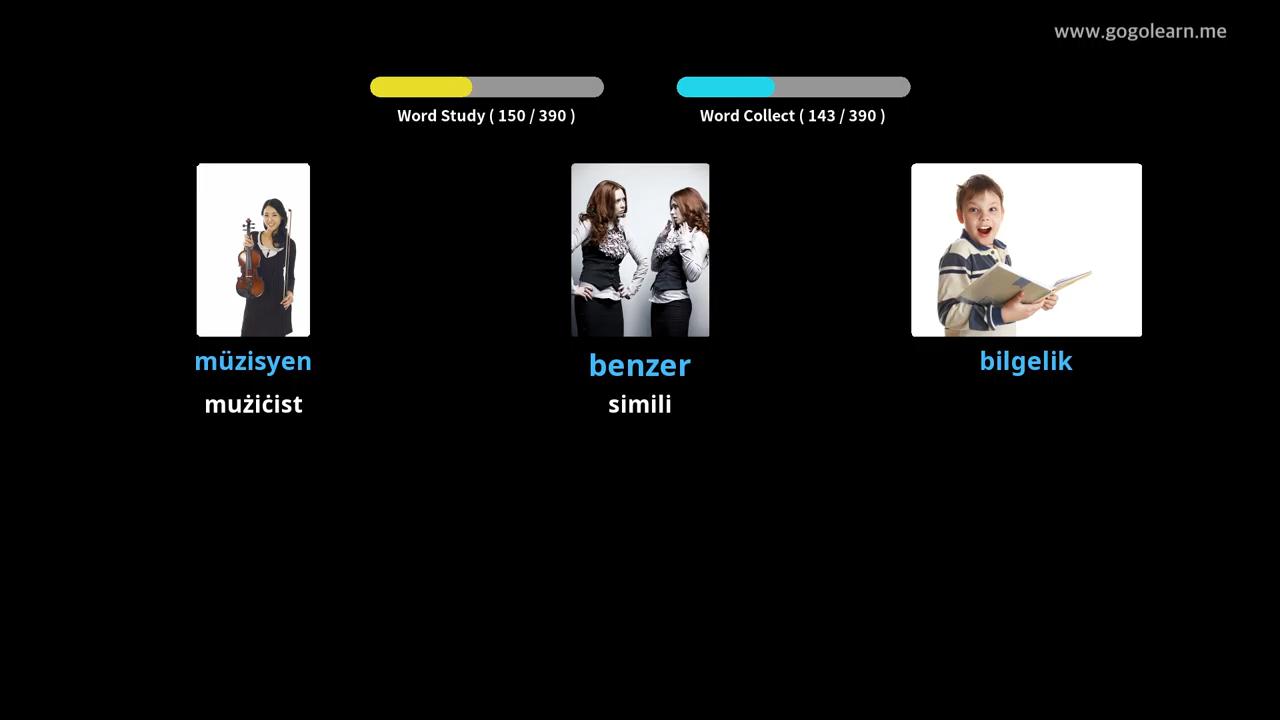 www.gogolearn.me
Word Study ( 150 / 390 )
Word Collect ( 143 / 390 )
müzisyen
benzer
bilgelik
mużiċist
simili